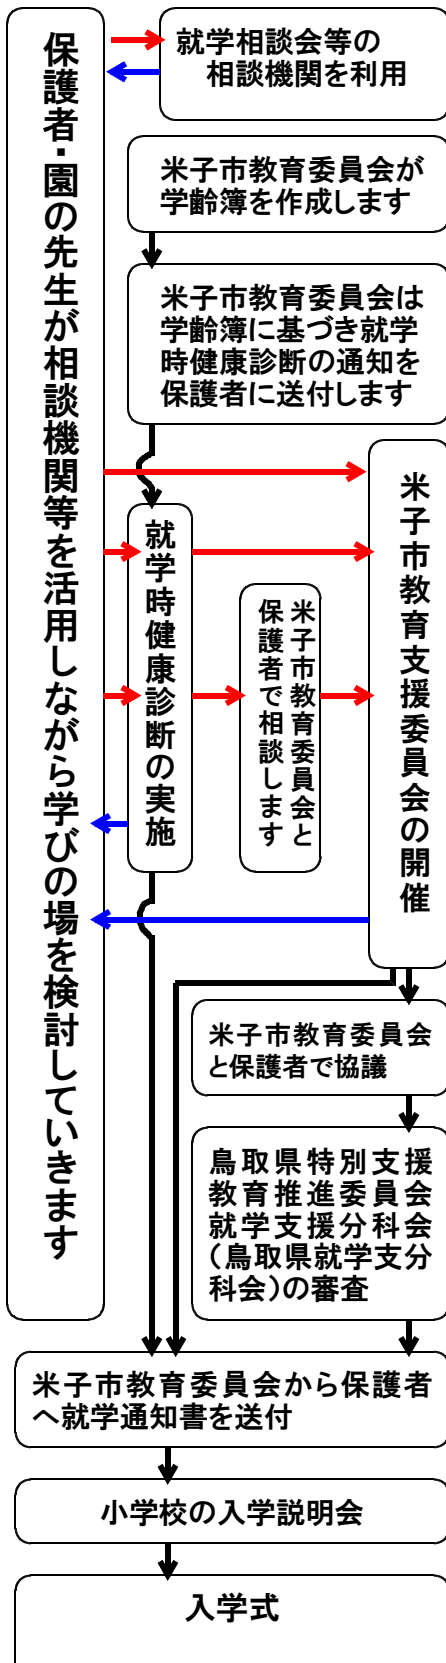 保護者・園の先生が相談機関等を活用しながら学びの場を検討していきます
就学相談会等の
相談機関を利用
米子市教育委員会が
学齢簿を作成します
米子市教育委員会は
学齢簿に基づき就学
時健康診断の通知を
保護者に送付します
就学時健康診断の実施
米子市教育委員会と
保護者で相談します
米子市教育支援委員会の開催
米子市教育委員会
と保護者で協議
鳥取県特別支援
教育推進委員会
就学支援分科会
(鳥取県就学支分
科会)の審査
米子市教育委員会から保護者
へ就学通知書を送付
小学校の入学説明会
入学式